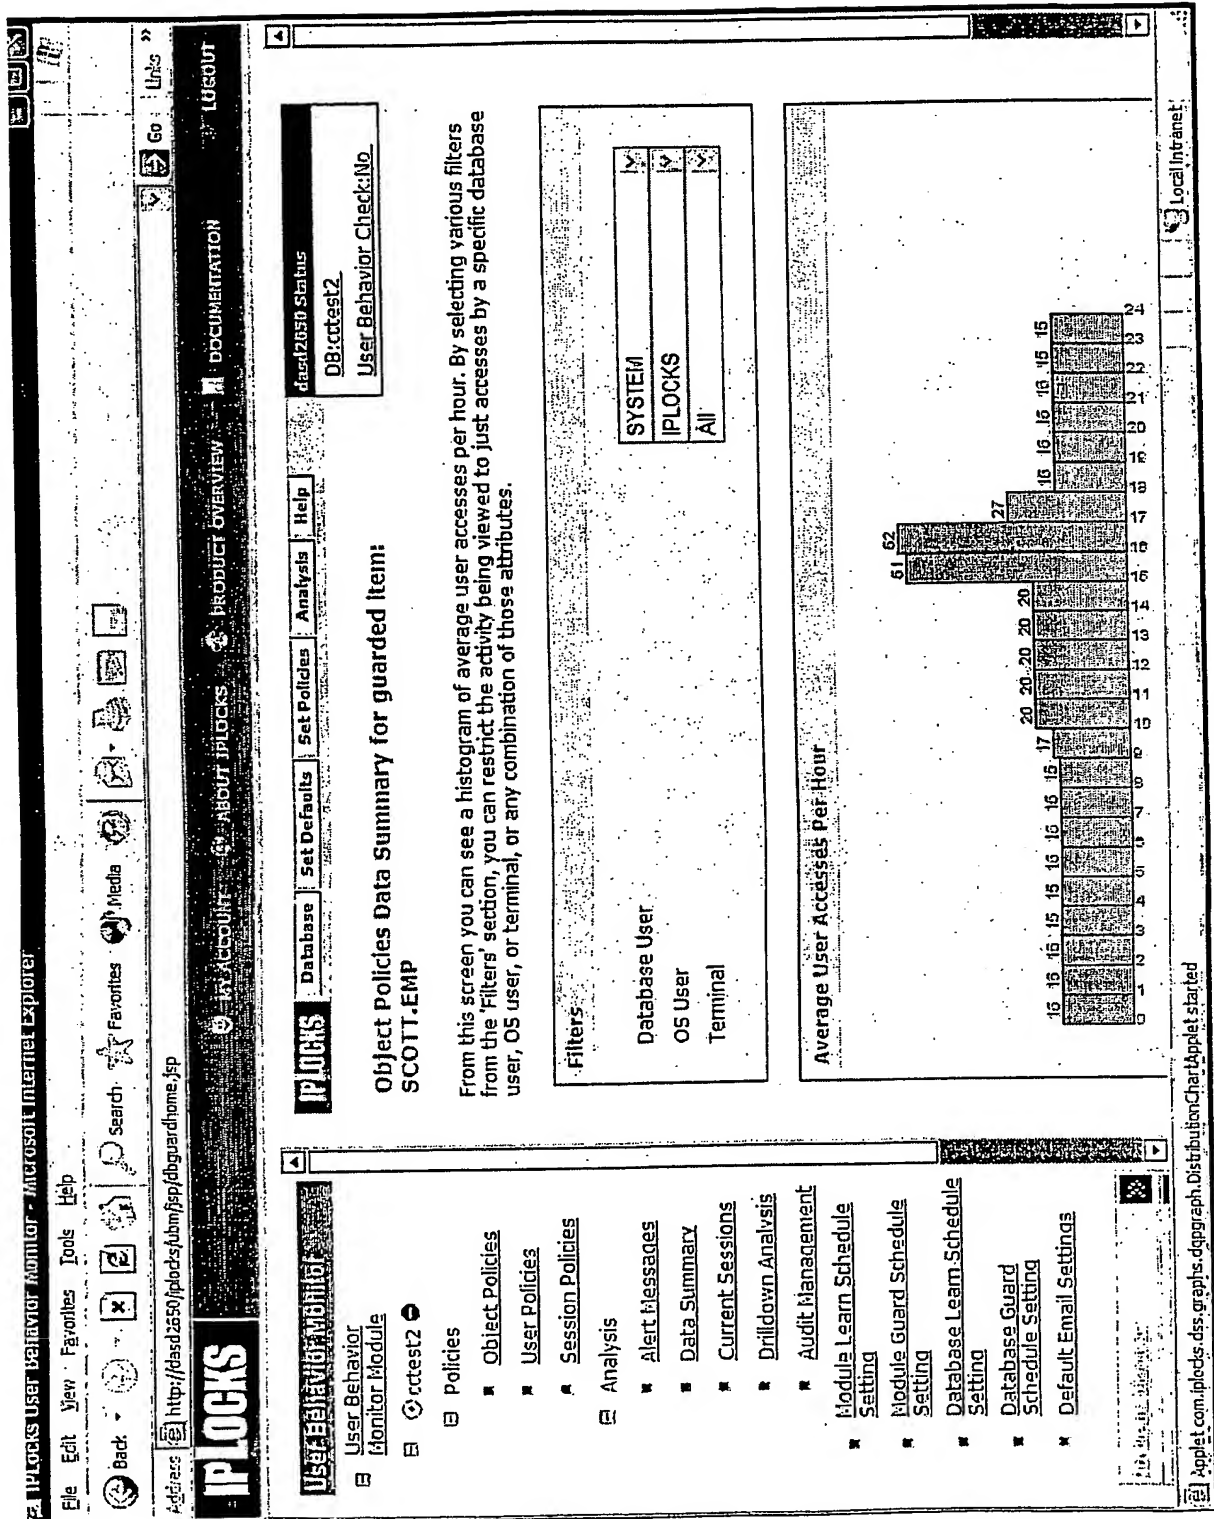 IPLocks User Behavior Monitor - Microsoft Internet Explorer
File Edit View Favorites Tools Help
Back Search Favorites Media
Address http://dasd2650/iplocks/ubm/jsp/dbguardhome.jsp Go Links »
IPLOCKS MY ACCOUNT ABOUT IPLOCKS PRODUCT OVERVIEW DOCUMENTATION LOGOUT
User Behavior Monitor
User Behavior
Monitor Module
cctest2
Policies
Object Policies
User Policies
Session Policies
Analysis
Alert Messages
Data Summary
Current Sessions
Drilldown Analysis
Audit Management
Module Learn Schedule
Setting
Module Guard Schedule
Setting
Database Learn Schedule
Setting
Database Guard
Schedule Setting
Default Email Settings
IPLOCKS Database Set Defaults Set Policies Analysis Help
dasd2650 Status
DB:cctest2
User Behavior Check:No
Object Policies Data Summary for guarded item:
SCOTT.EMP
From this screen you can see a histogram of average user accesses per hour. By selecting various filters
from the 'Filters' section, you can restrict the activity being viewed to just accesses by a specific database
user, OS user, or terminal, or any combination of those attributes.
Filters
Database User SYSTEM
OS User IPLOCKS
Terminal All
Average User Accesses Per Hour
16 16 16 15 15 16 16 16 16 17 20 20 20 20 20 61 62 27 16 16 16 16 15 15
0 1 2 3 4 5 6 7 8 9 10 11 12 13 14 15 16 17 18 19 20 21 22 23 24
Applet com.iplocks.dss.graphs.dqpgraph.DistributionChartApplet started Local intranet